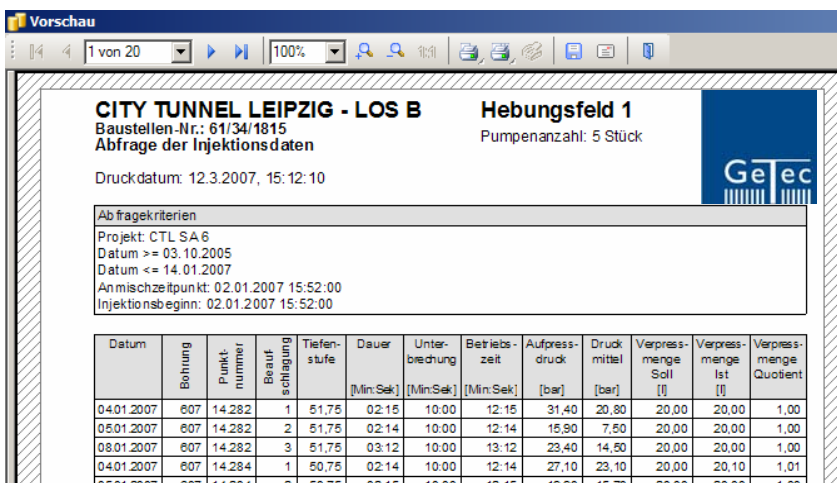 Vorschau
1 von 20
100%
CITY TUNNEL LEIPZIG - LOS B
Hebungsfeld 1
Baustellen-Nr.: 61/34/1815
Pumpenanzahl: 5 Stück
Abfrage der Injektionsdaten
GeTec
Druckdatum: 12.3.2007, 15:12:10
Abfragekriterien
Projekt: CTL SA6
Datum >= 03.10.2005
Datum <= 14.01.2007
Anmischzeitpunkt: 02.01.2007 15:52:00
Injektionsbeginn: 02.01.2007 15:52:00
Datum Bohrung Punkt-nummer Beauf schlagung Tiefen-stufe Dauer [Min:Sek] Unter-brechung [Min:Sek] Betriebs-zeit [Min:Sek] Aufpress-druck [bar] Druck mittel [bar] Verpress-menge Soll [l] Verpress-menge Ist [l] Verpress-menge Quotient
04.01.2007 607 14.282 1 51,75 02:15 10:00 12:15 31,40 20,80 20,00 20,00 1,00
05.01.2007 607 14.282 2 51,75 02:14 10:00 12:14 15,90 7,50 20,00 20,00 1,00
08.01.2007 607 14.282 3 51,75 03:12 10:00 13:12 23,40 14,50 20,00 20,00 1,00
04.01.2007 607 14.284 1 50,75 02:14 10:00 12:14 27,10 23,10 20,00 20,10 1,01